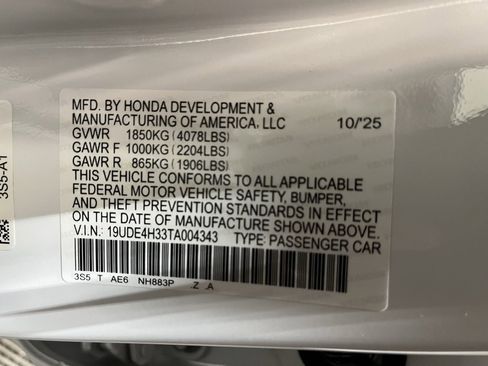 MFD. BY HONDA DEVELOPMENT &
MANUFACTURING OF AMERICA, LLC 10/'25
GVWR 1850KG (4078LBS)
GAWR F 1000KG (2204LBS)
GAWR R 865KG (1906LBS)
THIS VEHICLE CONFORMS TO ALL APPLICABLE
FEDERAL MOTOR VEHICLE SAFETY, BUMPER,
AND THEFT PREVENTION STANDARDS IN EFFECT
ON THE DATE OF MANUFACTURE SHOWN ABOVE.
V.I.N.: 19UDE4H33TA004343 TYPE: PASSENGER CAR
3S5 T AE6 NH883P Z A
3S5-A1